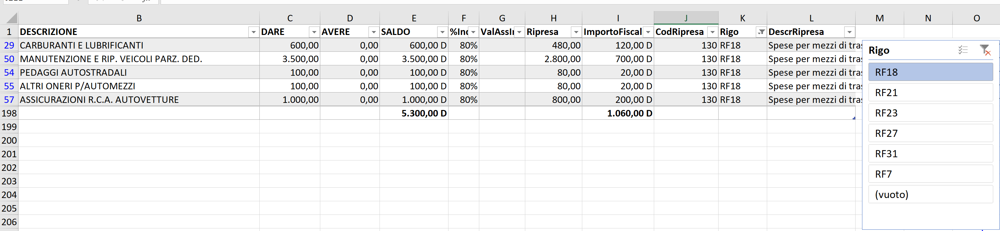 B C D E F G H I J K L M N O
1 DESCRIZIONE DARE AVERE SALDO %Inc ValAssIn Ripresa ImportoFiscal CodRipresa Rigo DescrRipresa
29 CARBURANTI E LUBRIFICANTI 600,00 0,00 600,00 D 80% 480,00 120,00 D 130 RF18 Spese per mezzi di tras
50 MANUTENZIONE E RIP. VEICOLI PARZ. DED. 3.500,00 0,00 3.500,00 D 80% 2.800,00 700,00 D 130 RF18 Spese per mezzi di tras
54 PEDAGGI AUTOSTRADALI 100,00 0,00 100,00 D 80% 80,00 20,00 D 130 RF18 Spese per mezzi di tras
55 ALTRI ONERI P/AUTOMEZZI 100,00 0,00 100,00 D 80% 80,00 20,00 D 130 RF18 Spese per mezzi di tras
57 ASSICURAZIONI R.C.A. AUTOVETTURE 1.000,00 0,00 1.000,00 D 80% 800,00 200,00 D 130 RF18 Spese per mezzi di tras
198 5.300,00 D 1.060,00 D
199
200
201
202
203
204
205
206
Rigo
RF18
RF21
RF23
RF27
RF31
RF7
(vuoto)